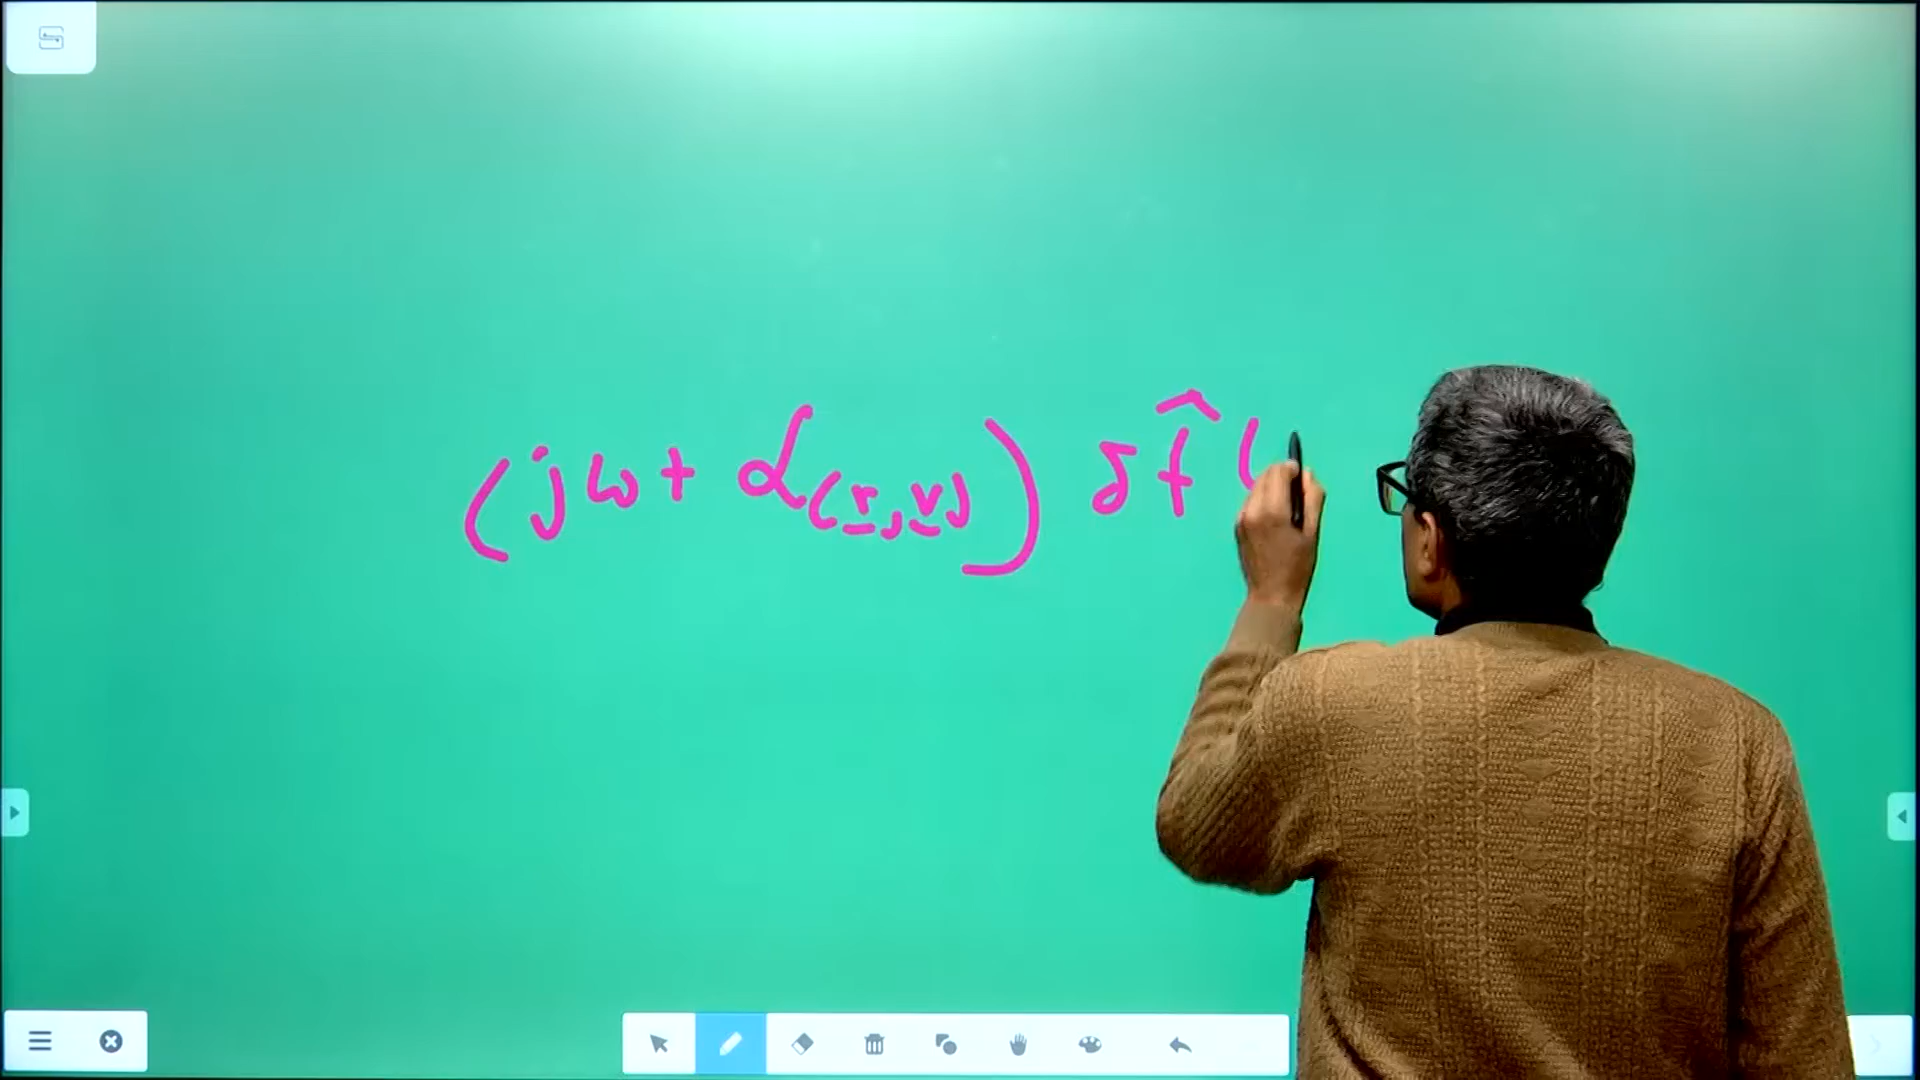 (jω + ℒ(r̲, v̲)) δf̂ (